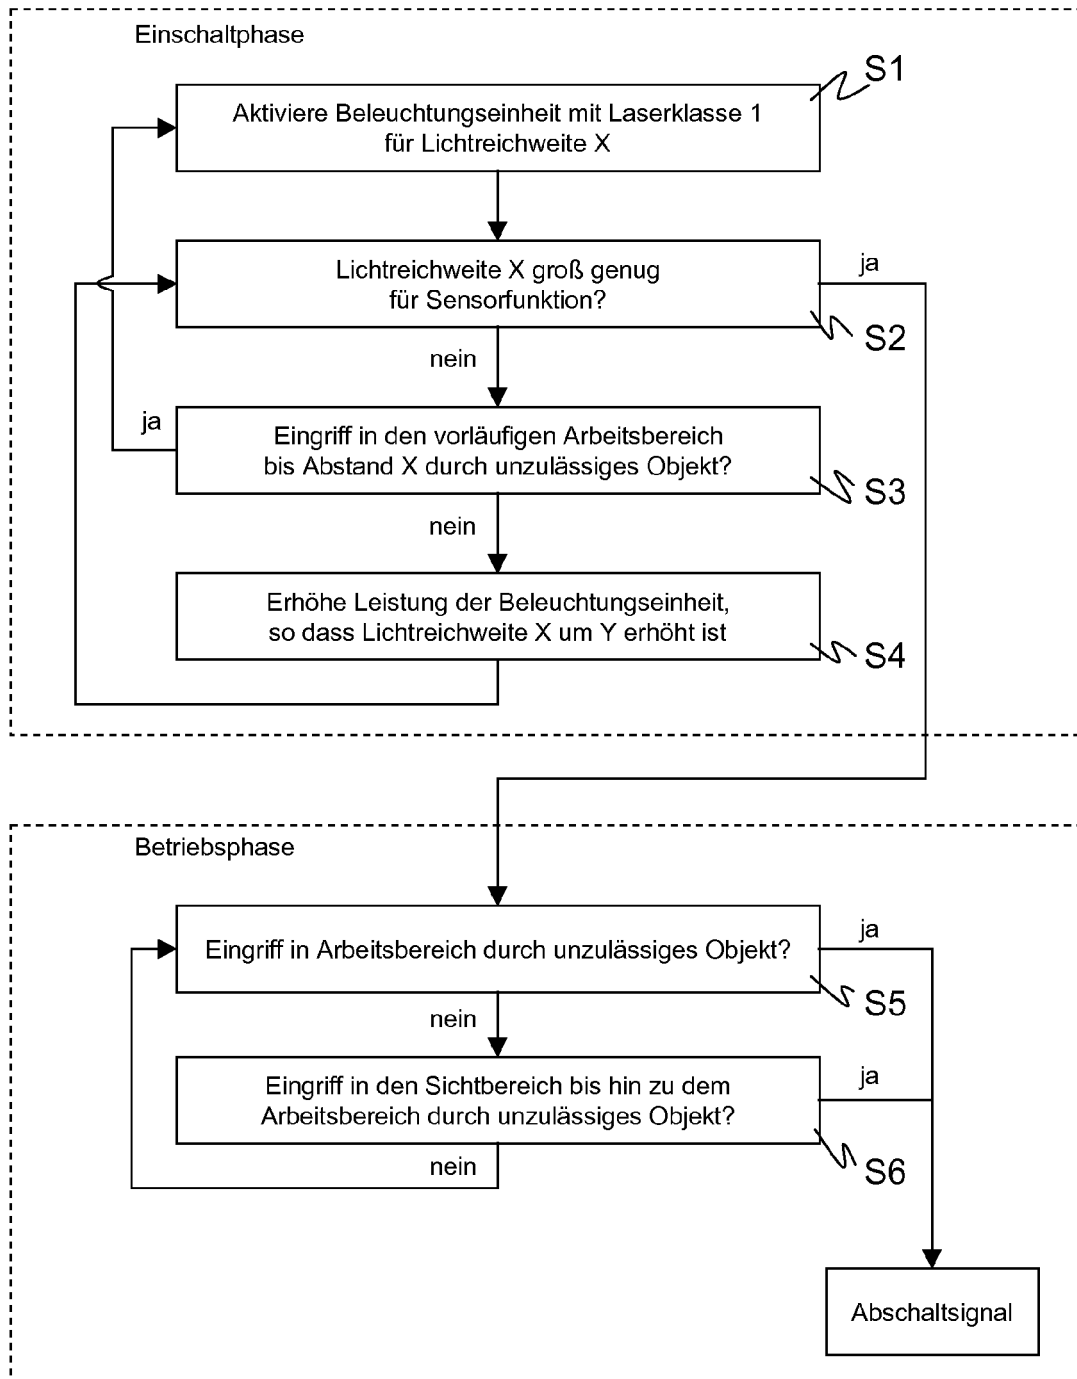 Einschaltphase
S1
Aktiviere Beleuchtungseinheit mit Laserklasse 1
für Lichtreichweite X
Lichtreichweite X groß genug
für Sensorfunktion?
ja
S2
nein
ja
Eingriff in den vorläufigen Arbeitsbereich
bis Abstand X durch unzulässiges Objekt?
S3
nein
Erhöhe Leistung der Beleuchtungseinheit,
so dass Lichtreichweite X um Y erhöht ist
S4
Betriebsphase
Eingriff in Arbeitsbereich durch unzulässiges Objekt?
ja
S5
nein
Eingriff in den Sichtbereich bis hin zu dem
Arbeitsbereich durch unzulässiges Objekt?
ja
S6
nein
Abschaltsignal